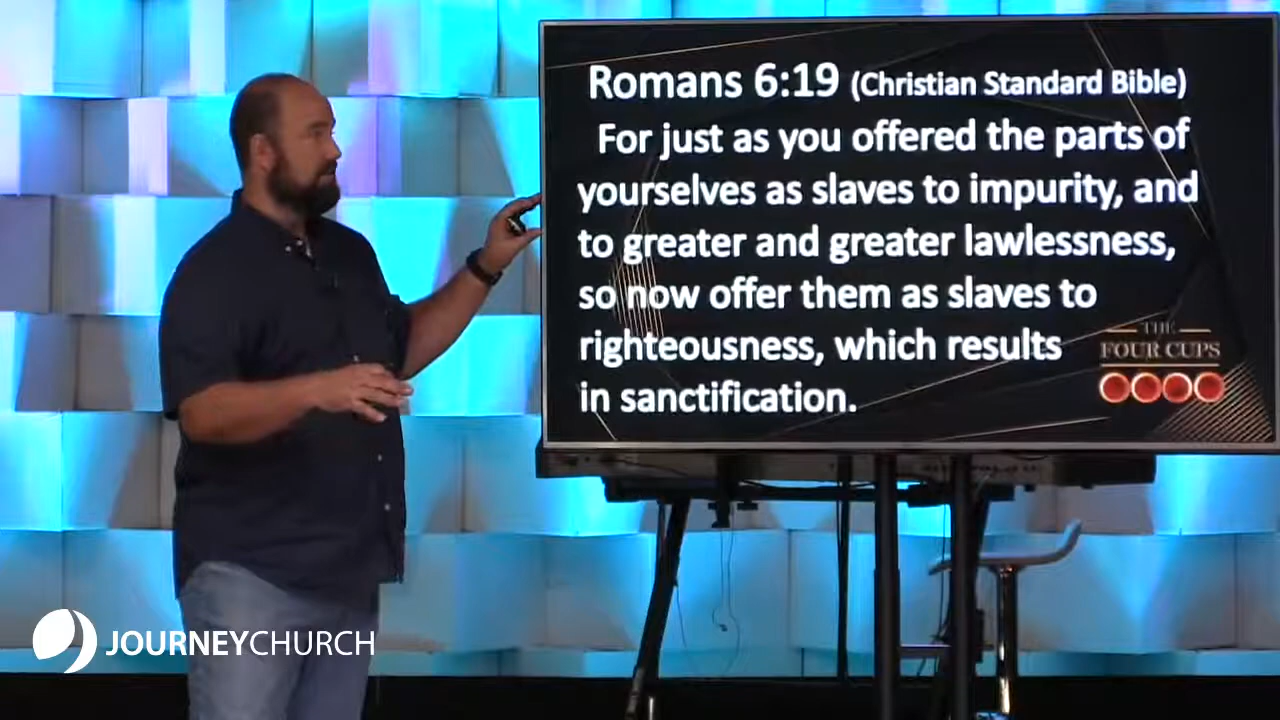 Romans 6:19 (Christian Standard Bible)
For just as you offered the parts of
yourselves as slaves to impurity, and
to greater and greater lawlessness,
so now offer them as slaves to
righteousness, which results
in sanctification.
THE
FOUR CUPS
JOURNEYCHURCH